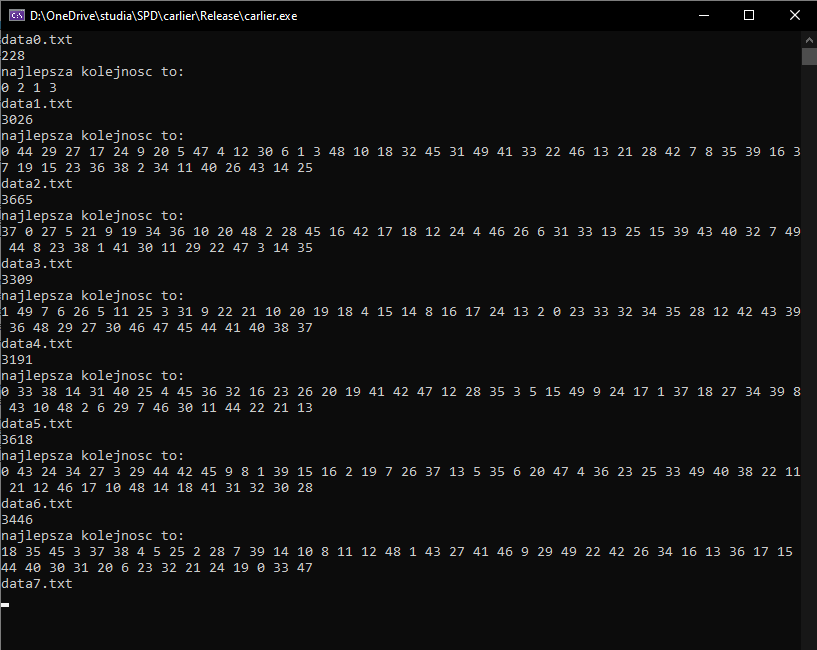 D:\OneDrive\studia\SPD\carlier\Release\carlier.exe
data0.txt
228
najlepsza kolejnosc to:
0 2 1 3
data1.txt
3026
najlepsza kolejnosc to:
0 44 29 27 17 24 9 20 5 47 4 12 30 6 1 3 48 10 18 32 45 31 49 41 33 22 46 13 21 28 42 7 8 35 39 16 3
7 19 15 23 36 38 2 34 11 40 26 43 14 25
data2.txt
3665
najlepsza kolejnosc to:
37 0 27 5 21 9 19 34 36 10 20 48 2 28 45 16 42 17 18 12 24 4 46 26 6 31 33 13 25 15 39 43 40 32 7 49
44 8 23 38 1 41 30 11 29 22 47 3 14 35
data3.txt
3309
najlepsza kolejnosc to:
1 49 7 6 26 5 11 25 3 31 9 22 21 10 20 19 18 4 15 14 8 16 17 24 13 2 0 23 33 32 34 35 28 12 42 43 39
36 48 29 27 30 46 47 45 44 41 40 38 37
data4.txt
3191
najlepsza kolejnosc to:
0 33 38 14 31 40 25 4 45 36 32 16 23 26 20 19 41 42 47 12 28 35 3 5 15 49 9 24 17 1 37 18 27 34 39 8
43 10 48 2 6 29 7 46 30 11 44 22 21 13
data5.txt
3618
najlepsza kolejnosc to:
0 43 24 34 27 3 29 44 42 45 9 8 1 39 15 16 2 19 7 26 37 13 5 35 6 20 47 4 36 23 25 33 49 40 38 22 11
21 12 46 17 10 48 14 18 41 31 32 30 28
data6.txt
3446
najlepsza kolejnosc to:
18 35 45 3 37 38 4 5 25 2 28 7 39 14 10 8 11 12 48 1 43 27 41 46 9 29 49 22 42 26 34 16 13 36 17 15
44 40 30 31 20 6 23 32 21 24 19 0 33 47
data7.txt